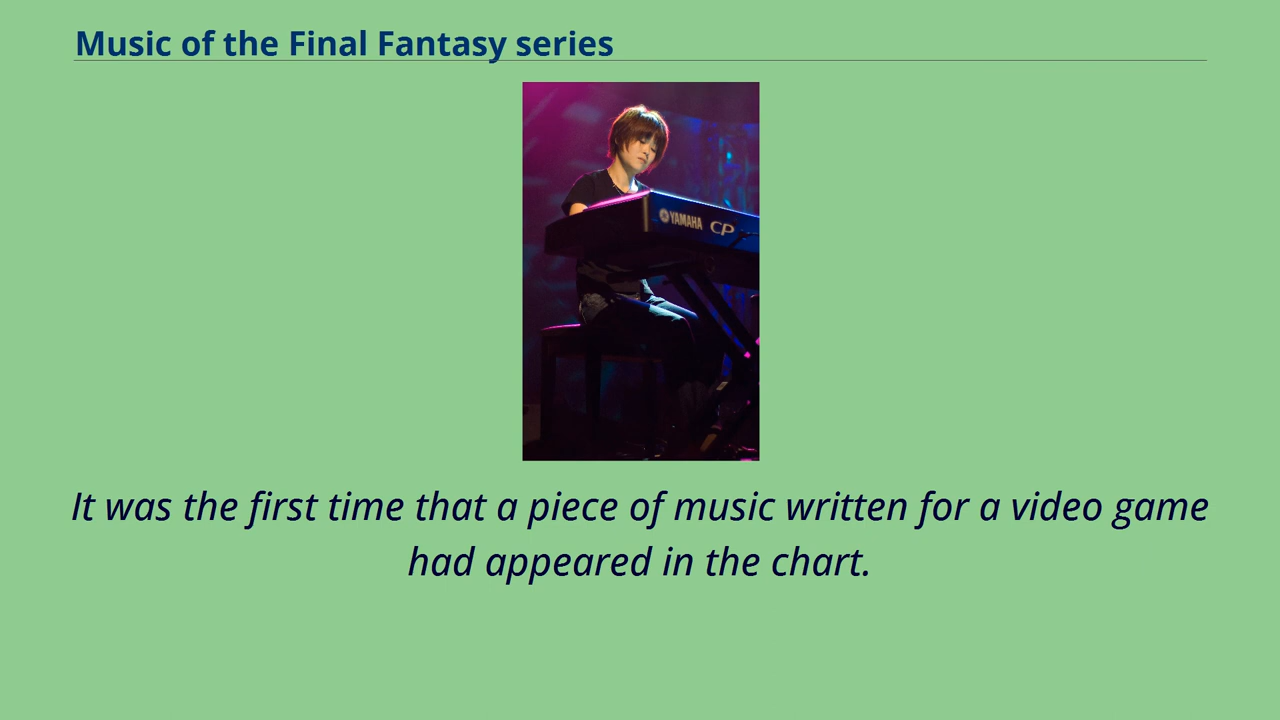 Music of the Final Fantasy series
YAMAHA CP
It was the first time that a piece of music written for a video game
had appeared in the chart.